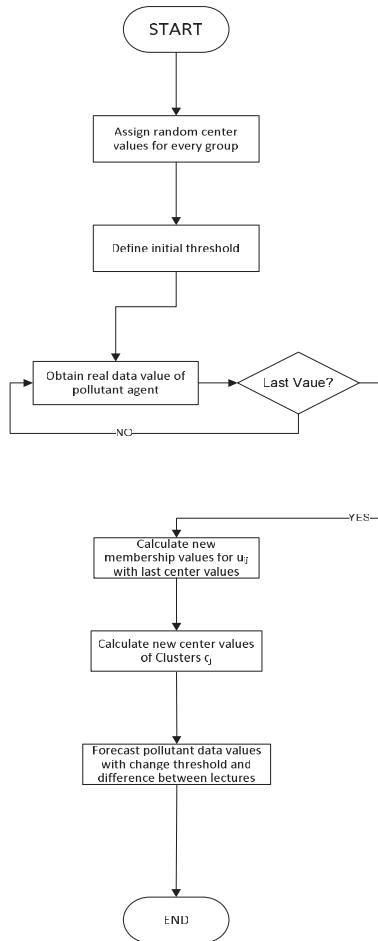 START
Assign random center
values for every group
Define initial threshold
Obtain real data value of
pollutant agent
Last Vaue?
NO
YES
Calculate new
membership values for uij
with last center values
Calculate new center values
of Clusters cj
Forecast pollutant data values
with change threshold and
difference between lectures
END